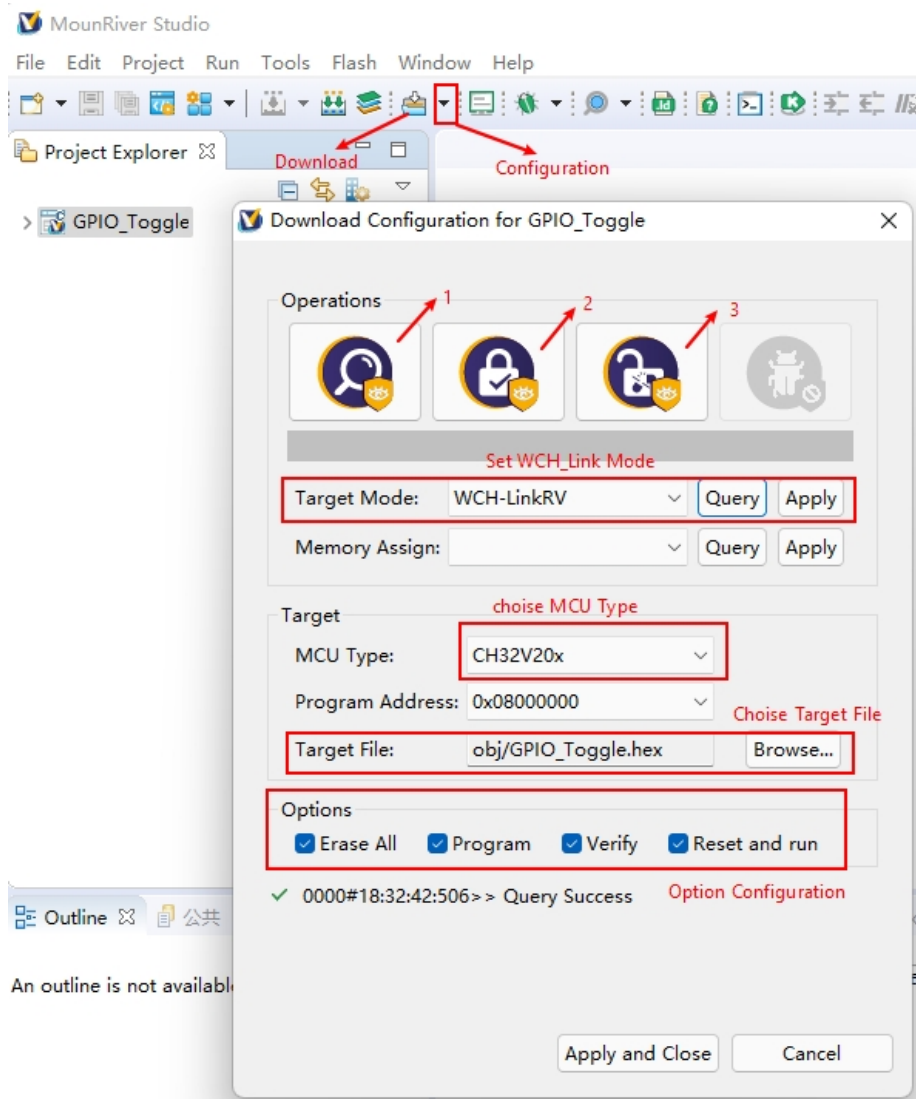 MounRiver Studio
File Edit Project Run Tools Flash Window Help
Project Explorer
Download
Configuration
GPIO_Toggle
Download Configuration for GPIO_Toggle
Operations
1
2
3
Set WCH_Link Mode
Target Mode: WCH-LinkRV Query Apply
Memory Assign: Query Apply
Target
choise MCU Type
MCU Type: CH32V20x
Program Address: 0x08000000
Choise Target File
Target File: obj/GPIO_Toggle.hex Browse...
Options
Erase All Program Verify Reset and run
0000#18:32:42:506>> Query Success
Option Configuration
Outline 公共
An outline is not available
Apply and Close Cancel